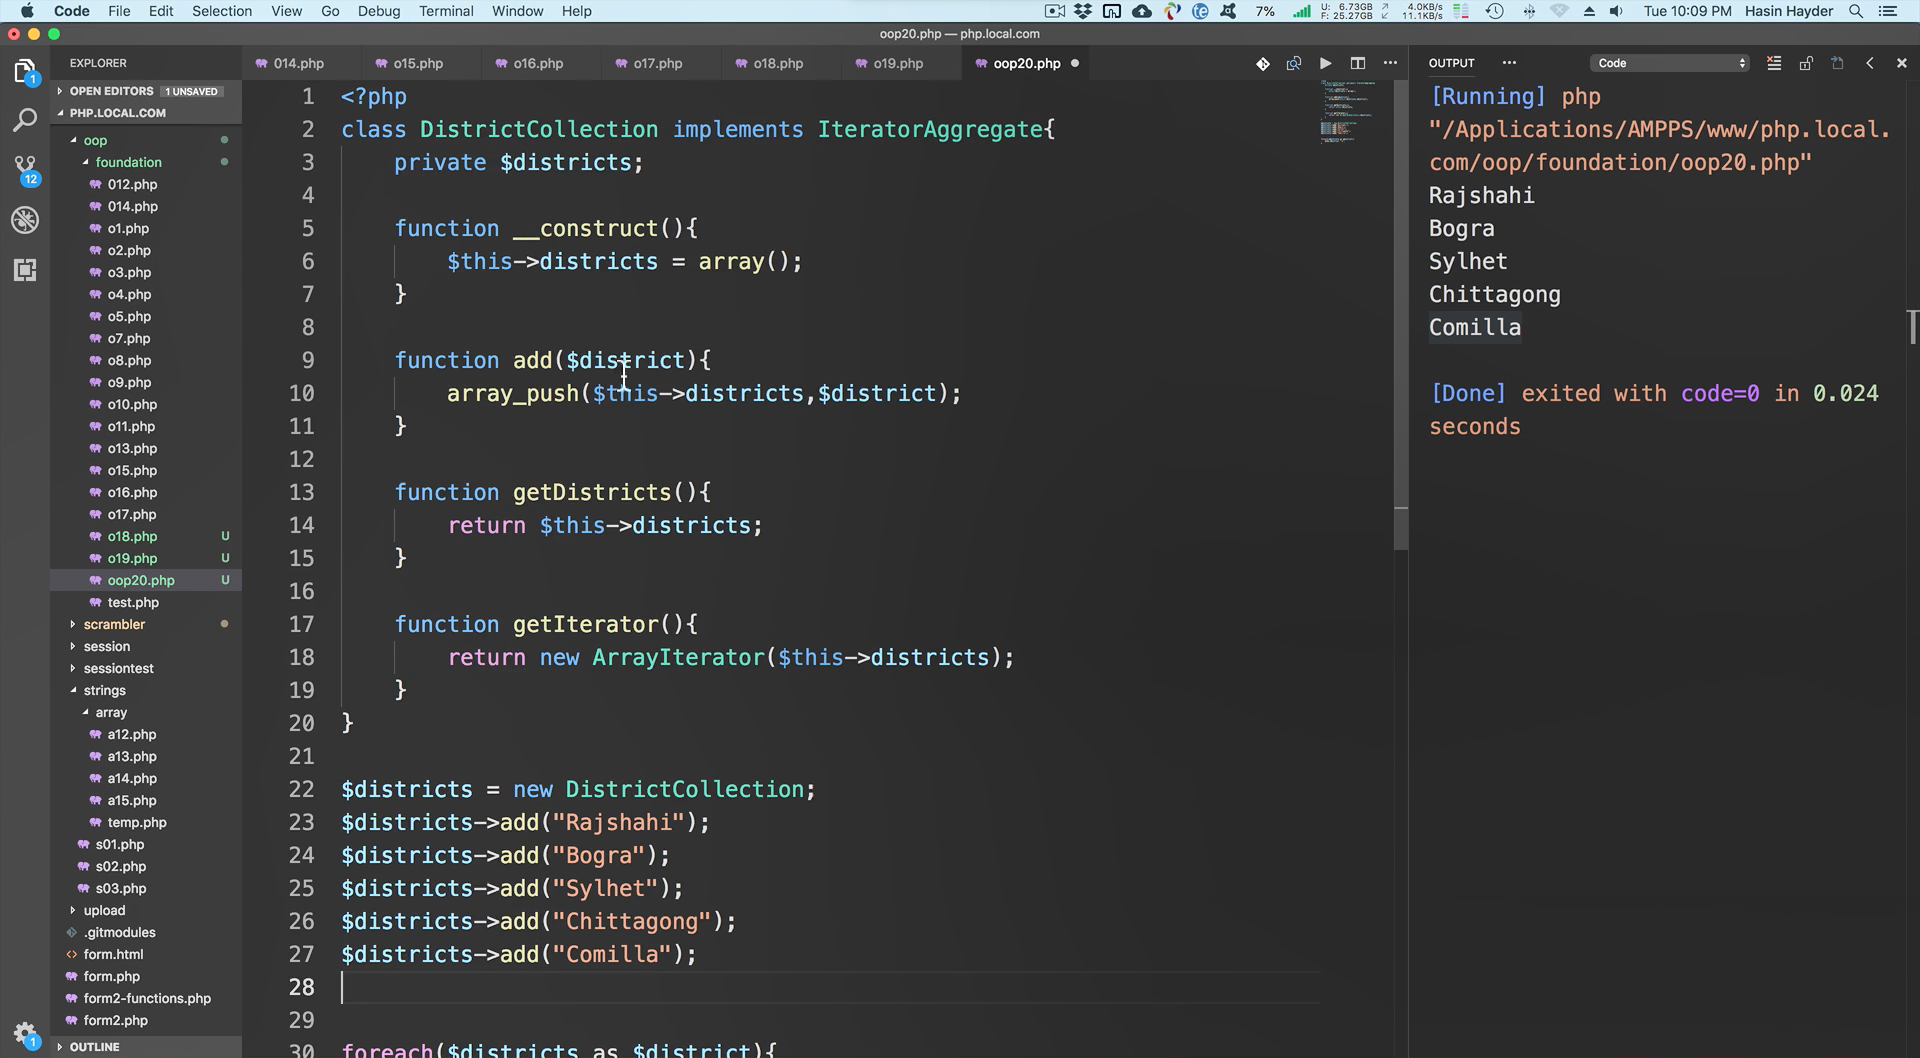 Code File Edit Selection View Go Debug Terminal Window Help
7% U: 6.73GB F: 25.27GB 4.0KB/s 11.1KB/s Tue 10:09 PM Hasin Hayder
oop20.php — php.local.com
EXPLORER
OPEN EDITORS 1 UNSAVED
PHP.LOCAL.COM
oop
foundation
012.php
014.php
o1.php
o2.php
o3.php
o4.php
o5.php
o7.php
o8.php
o9.php
o10.php
o11.php
o13.php
o15.php
o16.php
o17.php
o18.php U
o19.php U
oop20.php U
test.php
scrambler
session
sessiontest
strings
array
a12.php
a13.php
a14.php
a15.php
temp.php
s01.php
s02.php
s03.php
upload
.gitmodules
form.html
form.php
form2-functions.php
form2.php
OUTLINE
1
12
1
014.php o15.php o16.php o17.php o18.php o19.php oop20.php
1 <?php
2 class DistrictCollection implements IteratorAggregate{
3 private $districts;
4
5 function __construct(){
6 $this->districts = array();
7 }
8
9 function add($district){
10 array_push($this->districts,$district);
11 }
12
13 function getDistricts(){
14 return $this->districts;
15 }
16
17 function getIterator(){
18 return new ArrayIterator($this->districts);
19 }
20 }
21
22 $districts = new DistrictCollection;
23 $districts->add("Rajshahi");
24 $districts->add("Bogra");
25 $districts->add("Sylhet");
26 $districts->add("Chittagong");
27 $districts->add("Comilla");
28
29
30 foreach($districts as $district){
OUTPUT Code
[Running] php
"/Applications/AMPPS/www/php.local.
com/oop/foundation/oop20.php"
Rajshahi
Bogra
Sylhet
Chittagong
Comilla
[Done] exited with code=0 in 0.024
seconds